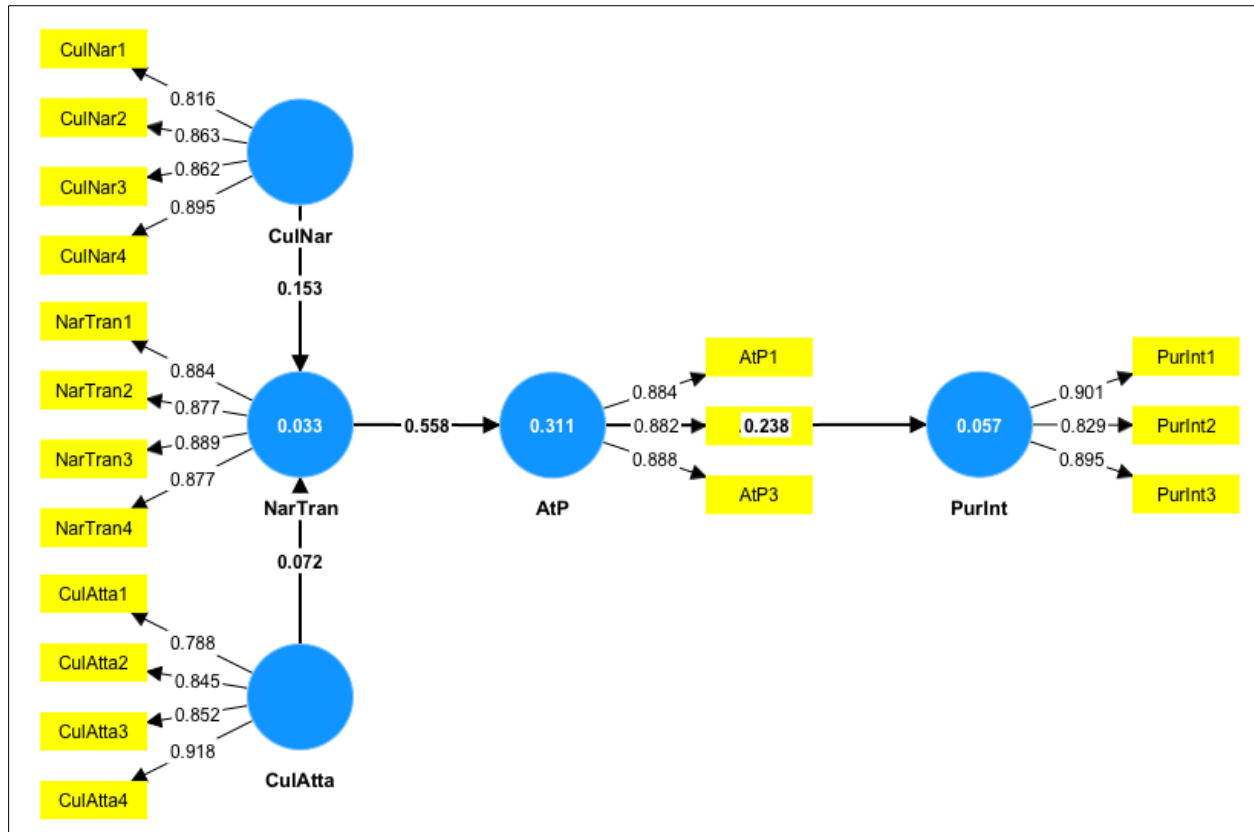 CulNar1
0.816
CulNar2
0.863
CulNar3
0.862
0.895
CulNar4
CulNar
0.153
NarTran1
0.884
NarTran2
0.877
NarTran3
0.889
0.877
NarTran4
0.033
NarTran
0.558
0.311
AtP
AtP1
0.884
0.882
0.238
0.888
AtP3
0.057
PurInt
0.901
PurInt1
0.829
PurInt2
0.895
PurInt3
0.072
CulAtta1
0.788
CulAtta2
0.845
CulAtta3
0.852
0.918
CulAtta4
CulAtta